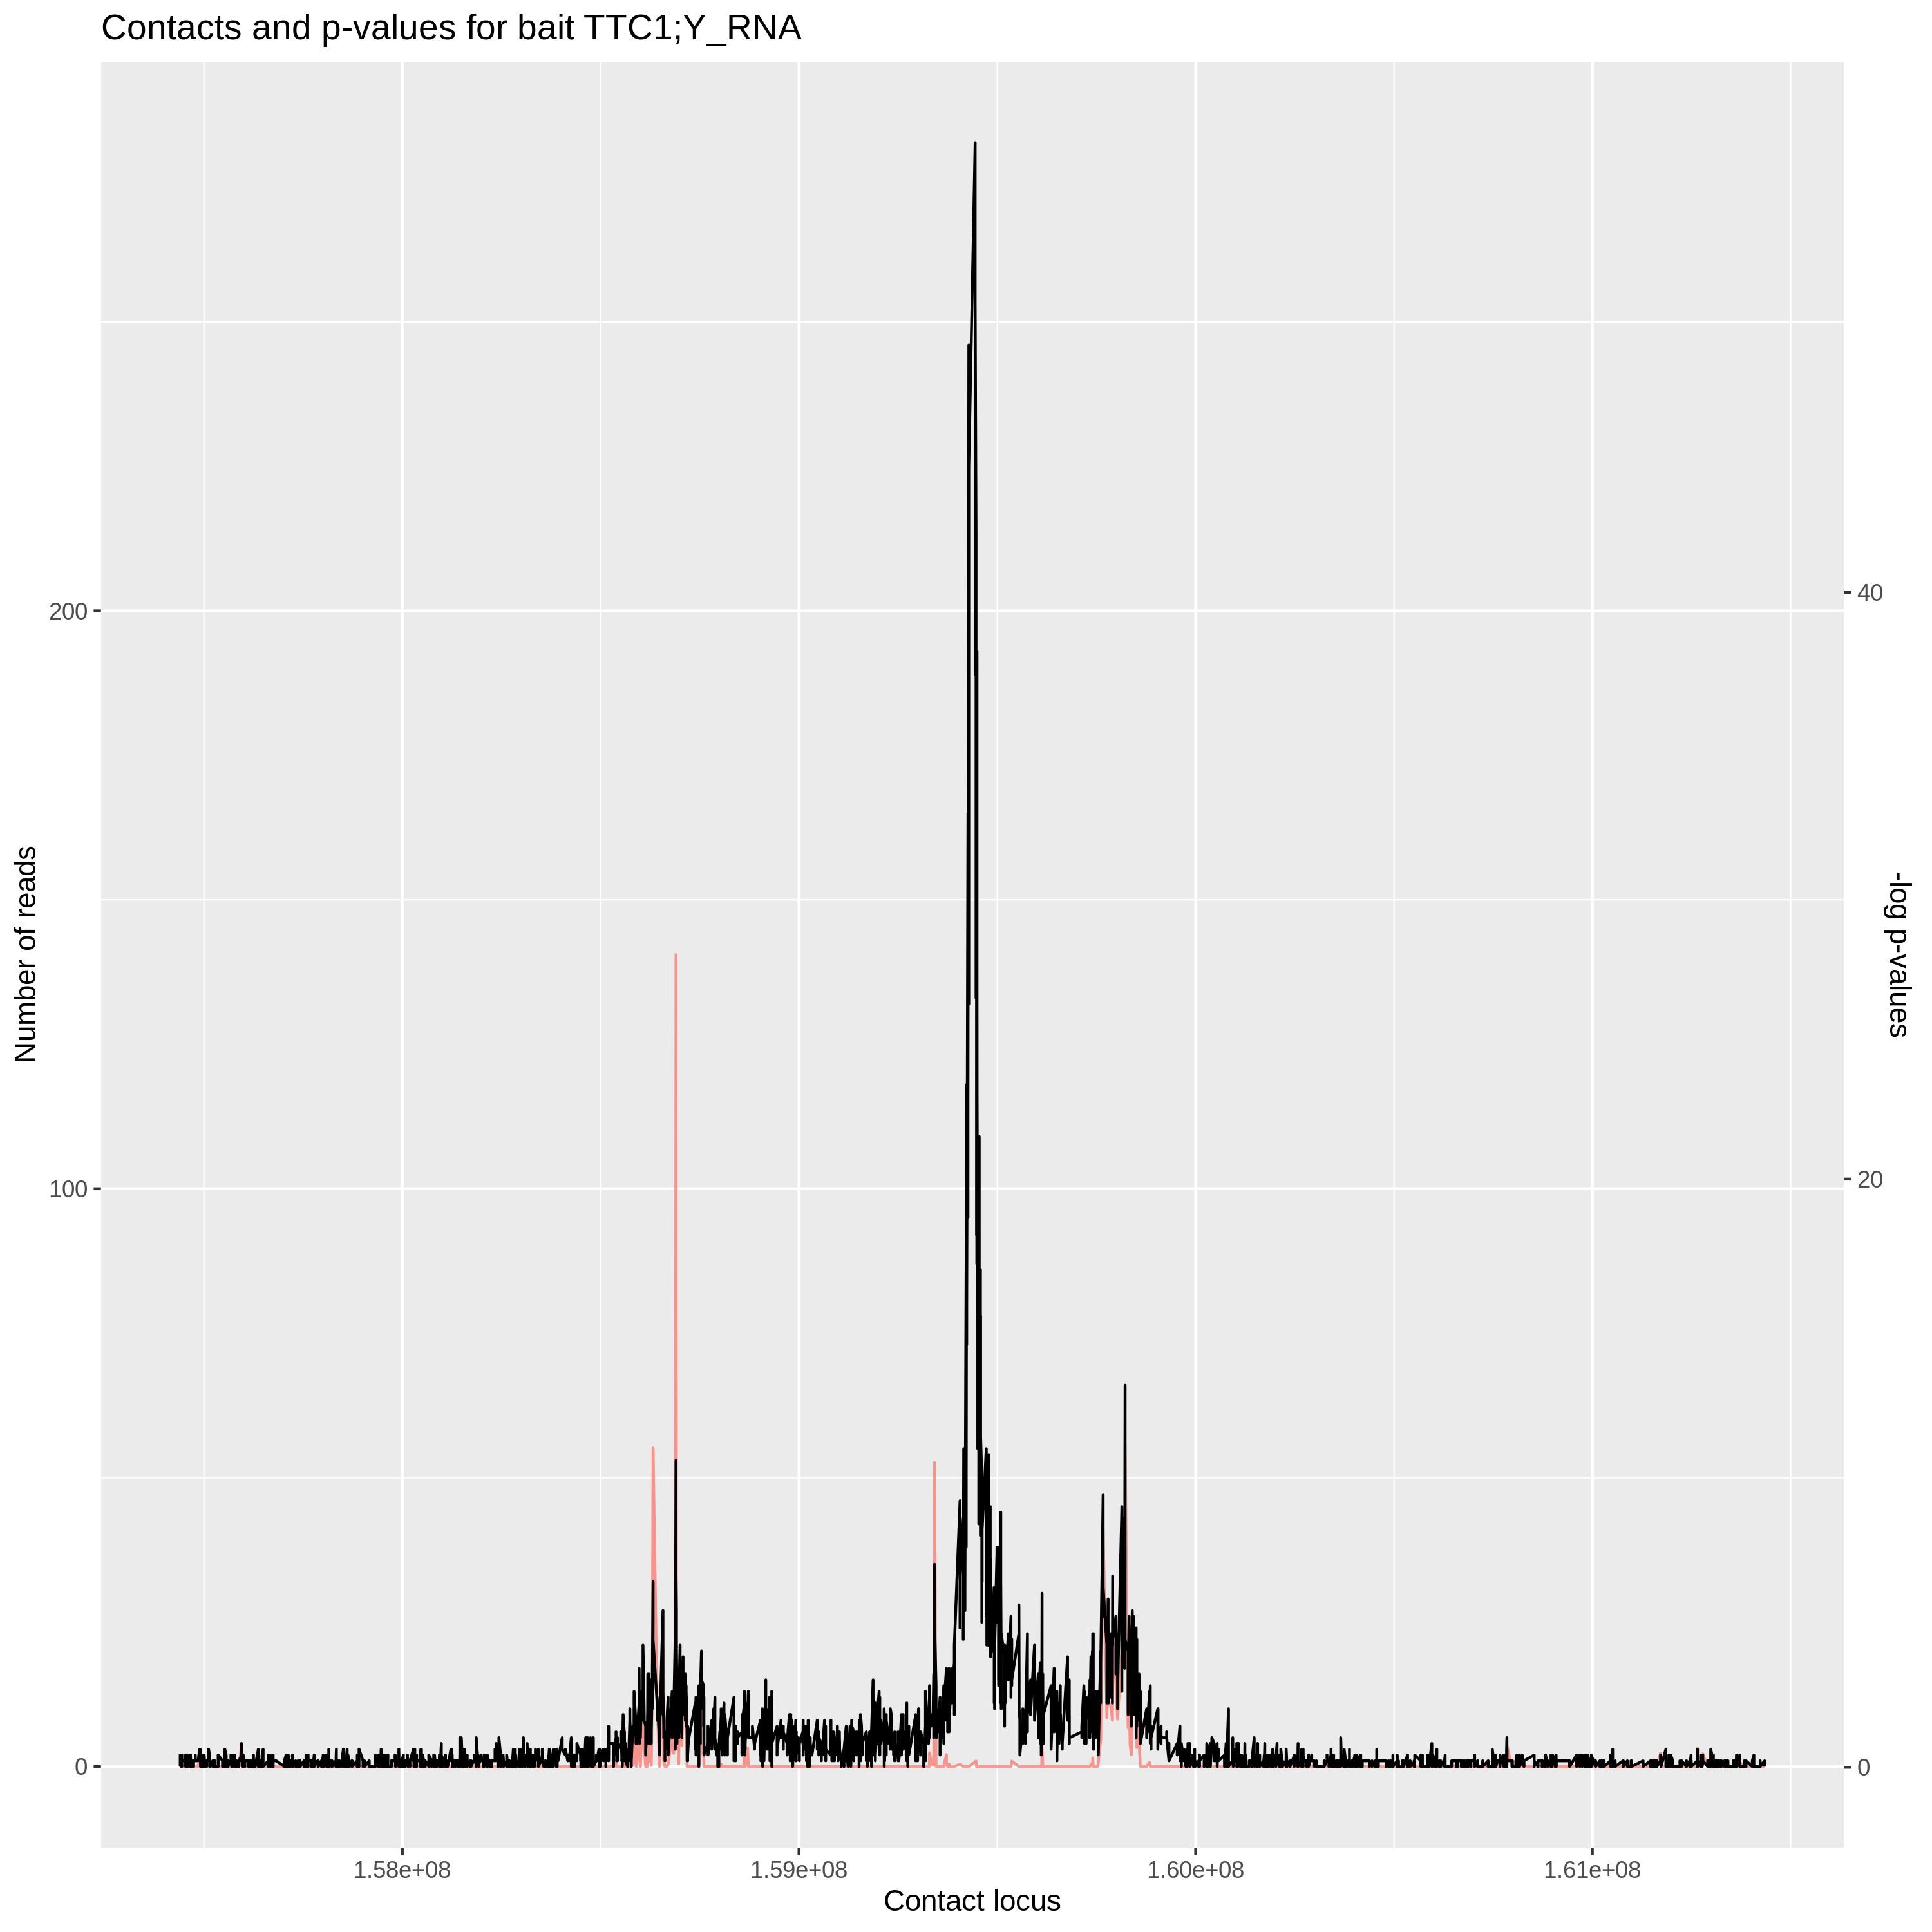 Contacts and p-values for bait TTC1;Y_RNA
Number of reads
200
100
0
40
20
0
-log p-values
1.58e+08
1.59e+08
1.60e+08
1.61e+08
Contact locus